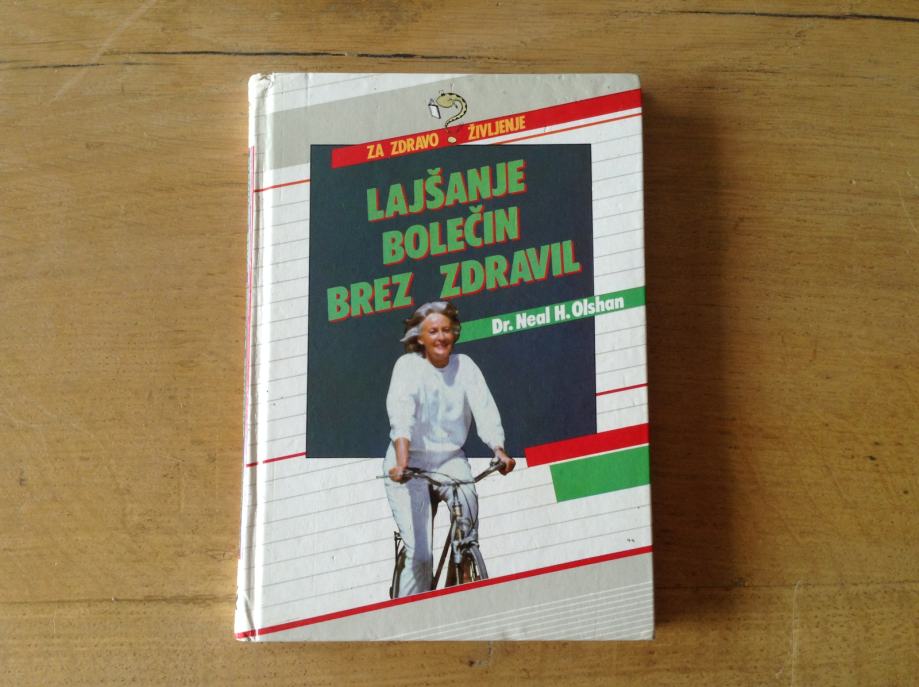 ZA ZDRAVO ŽIVLJENJE
LAJŠANJE
BOLEČIN
BREZ ZDRAVIL
Dr. Neal H. Olshan